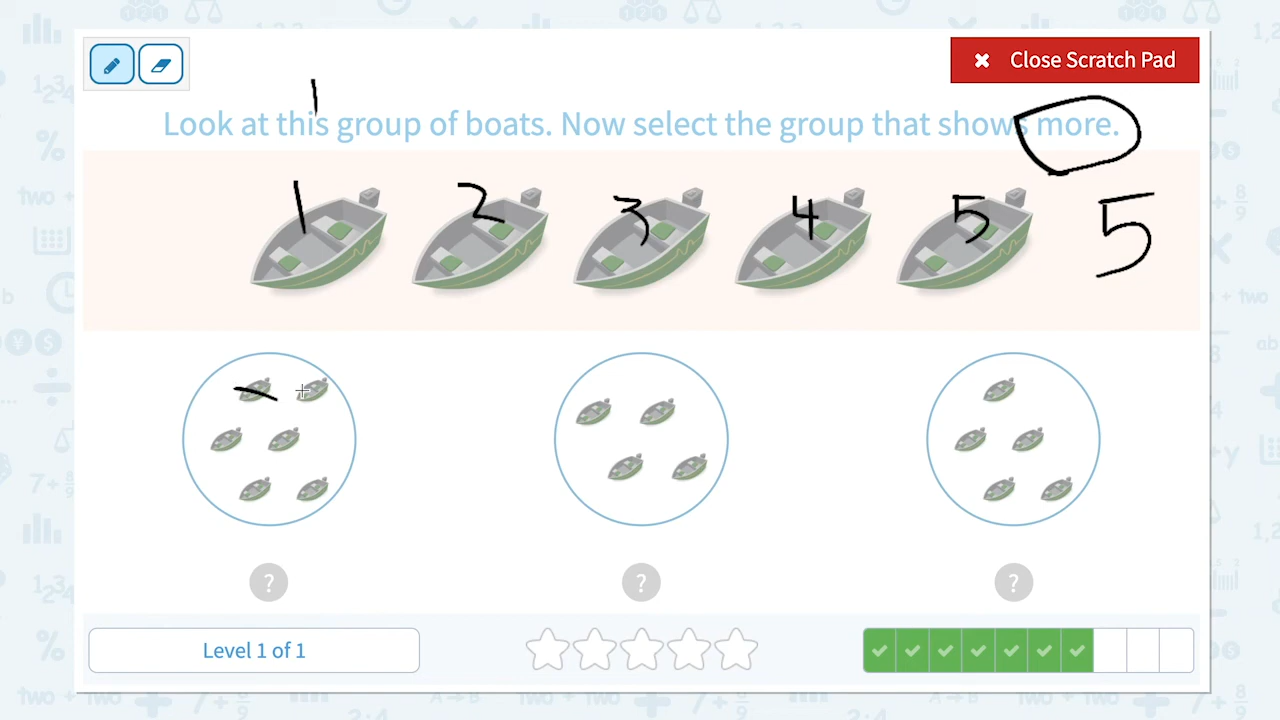 Close Scratch Pad
1
Look at this group of boats. Now select the group that shows more.
1 2 3 4 5 5
? ? ?
Level 1 of 1